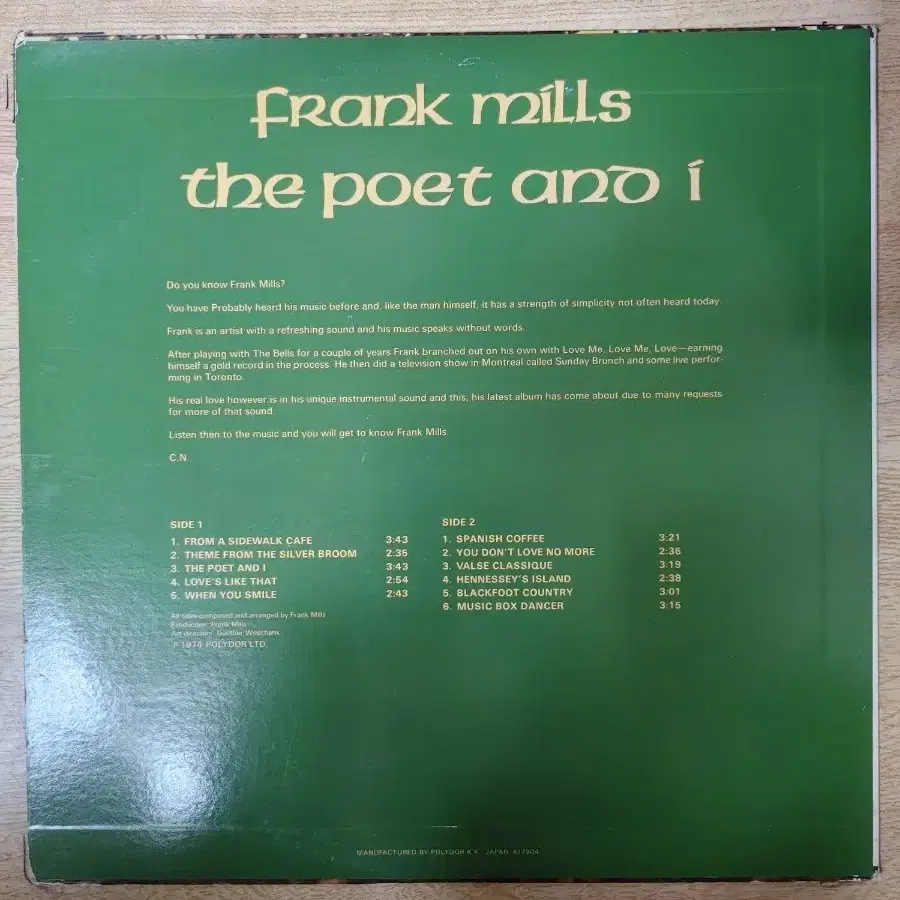 frank mills
the poet and í
Do you know Frank Mills?
You have Probably heard his music before and, like the man himself, it has a strength of simplicity not often heard today.
Frank is an artist with a refreshing sound and his music speaks without words.
After playing with The Bells for a couple of years Frank branched out on his own with Love Me, Love Me, Love—earning
himself a gold record in the process. He then did a television show in Montreal called Sunday Brunch and some live perfor-
ming in Toronto.
His real love however is in his unique instrumental sound and this, his latest album has come about due to many requests
for more of that sound.
Listen then to the music and you will get to know Frank Mills.
C.N.
SIDE 1
1. FROM A SIDEWALK CAFE 3:43
2. THEME FROM THE SILVER BROOM 2:35
3. THE POET AND I 3:43
4. LOVE'S LIKE THAT 2:54
5. WHEN YOU SMILE 2:43
SIDE 2
1. SPANISH COFFEE 3:21
2. YOU DON'T LOVE NO MORE 2:36
3. VALSE CLASSIQUE 3:19
4. HENNESSEY'S ISLAND 2:38
5. BLACKFOOT COUNTRY 3:01
6. MUSIC BOX DANCER 3:15
All tunes composed and arranged by Frank Mills
Production: Frank Mills
Art direction: Gunther
℗ 1974 POLYDOR LTD.
MANUFACTURED BY POLYDOR K.K., JAPAN KI 7904